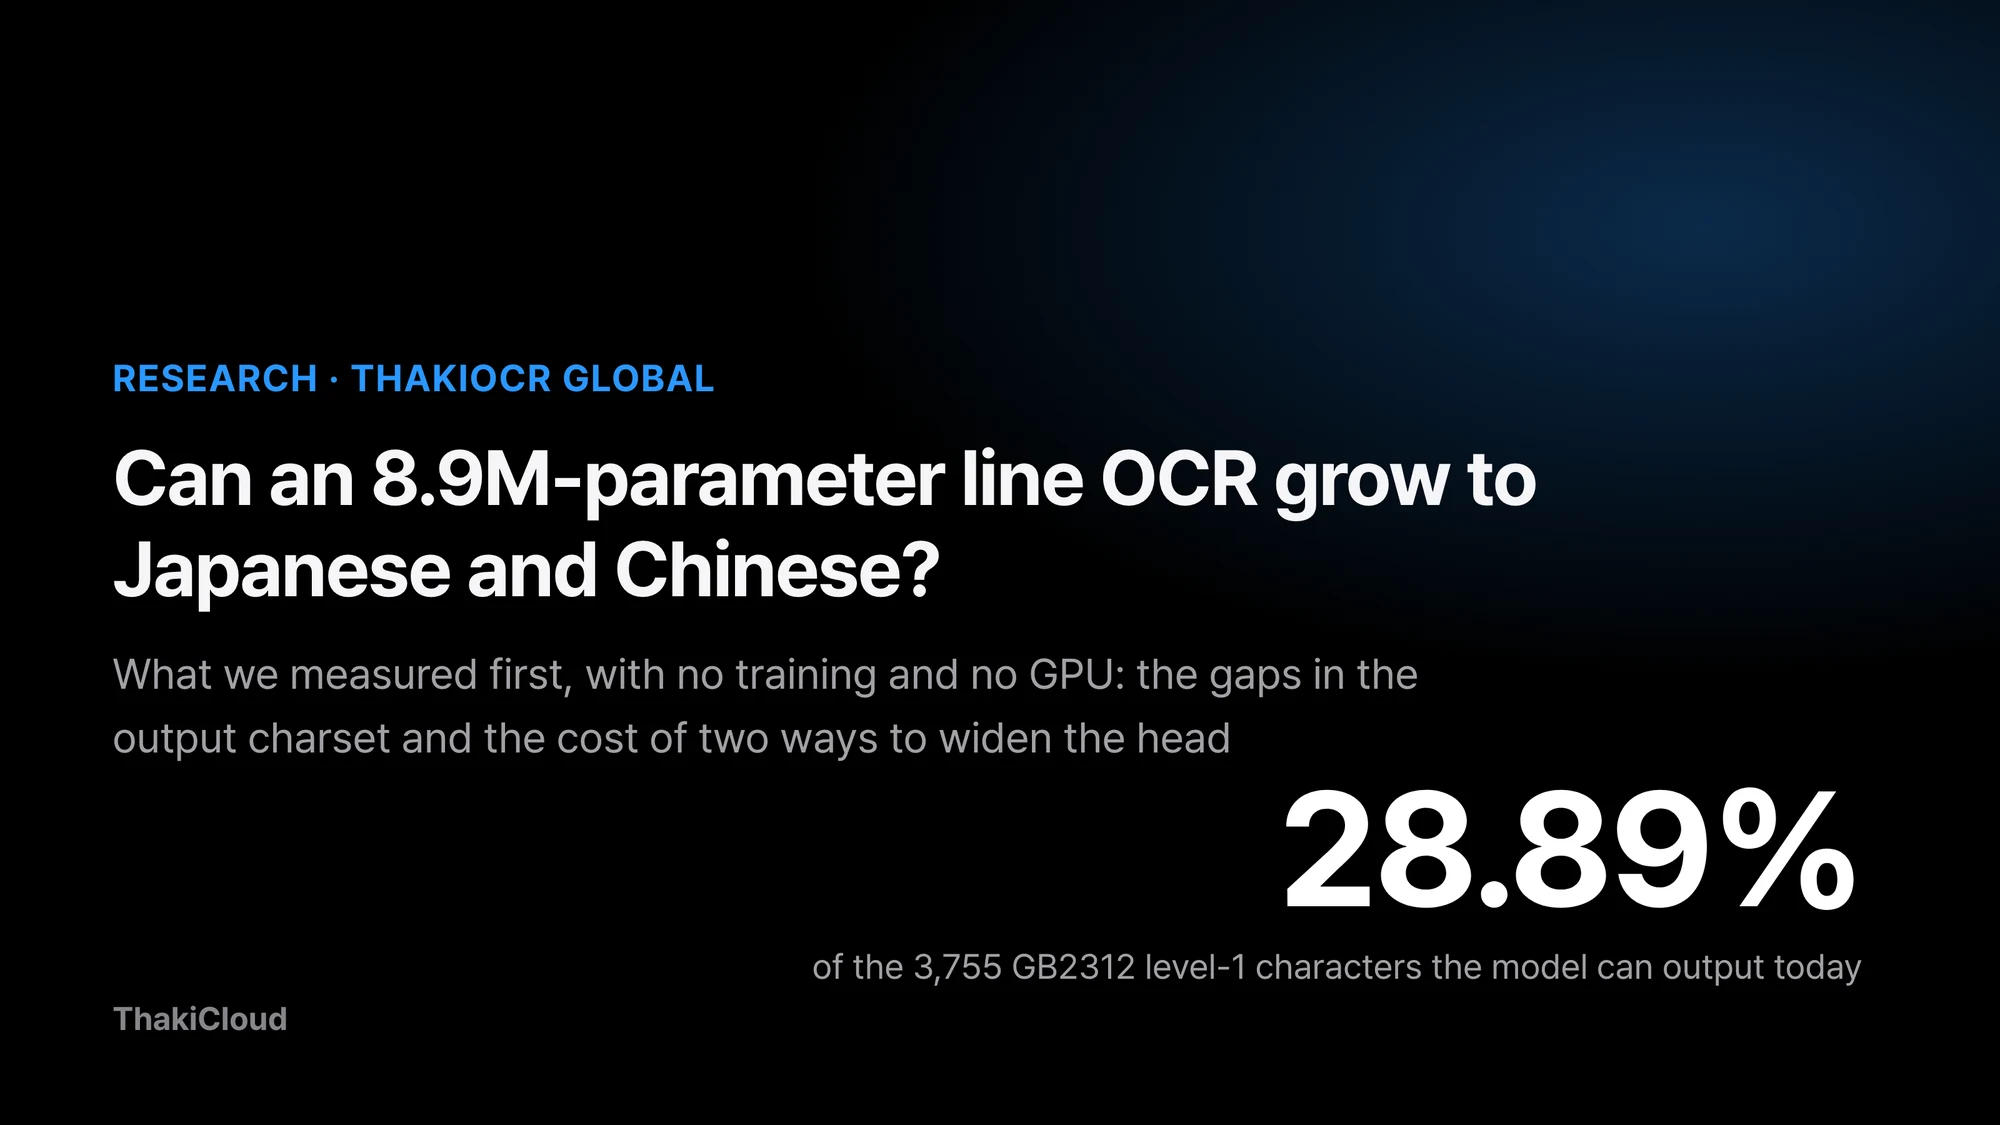 RESEARCH · THAKIOCR GLOBAL
Can an 8.9M-parameter line OCR grow to
Japanese and Chinese?
What we measured first, with no training and no GPU: the gaps in the
output charset and the cost of two ways to widen the head
28.89%
of the 3,755 GB2312 level-1 characters the model can output today
ThakiCloud